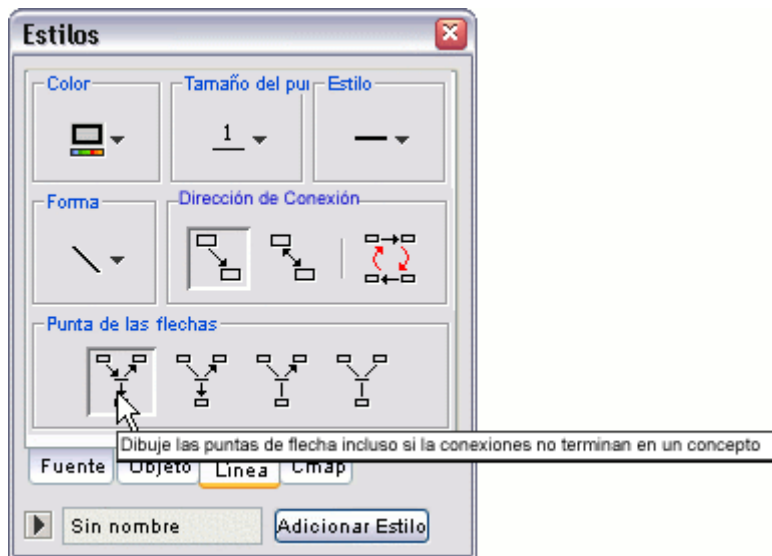 Estilos
Color
Tamaño del pu
Estilo
1
Forma
Dirección de Conexión
Punta de las flechas
Dibuje las puntas de flecha incluso si la conexiones no terminan en un concepto
Fuente
Objeto
Línea
Cmap
Sin nombre
Adicionar Estilo